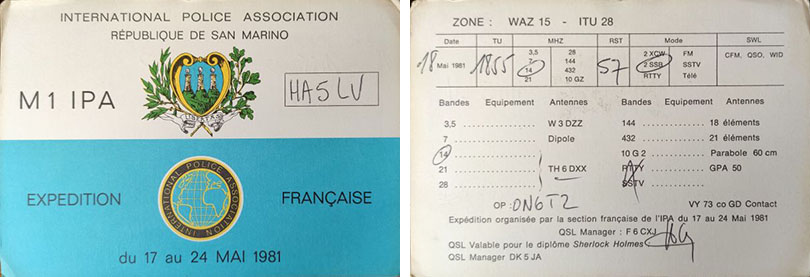 INTERNATIONAL POLICE ASSOCIATION
RÉPUBLIQUE DE SAN MARINO
LIBERTAS
M1 IPA
HA5LV
INTERNATIONAL POLICE ASSOCIATION
EXPEDITION FRANÇAISE
du 17 au 24 MAI 1981
ZONE : WAZ 15 - ITU 28
Date TU MHZ RST Mode SWL
18 Mai 1981 1855 57
3,5 28 2 XCW FM CFM, QSO, WID
7 144 2 SSB SSTV
14 432 RTTY Télé
21 10 GZ
Bandes Equipement Antennes Bandes Equipement Antennes
3,5 W 3 DZZ 144 18 éléments
7 Dipole 432 21 éléments
14 10 G 2 Parabole 60 cm
21 TH 6 DXX RTTY GPA 50
28 SSTV
OP : ON6TZ VY 73 co GD Contact
Expédition organisée par la section française de l'IPA du 17 au 24 Mai 1981
QSL Manager : F 6 CXJ
QSL Valable pour le diplôme Sherlock Holmes
QSL Manager DK 5 JA